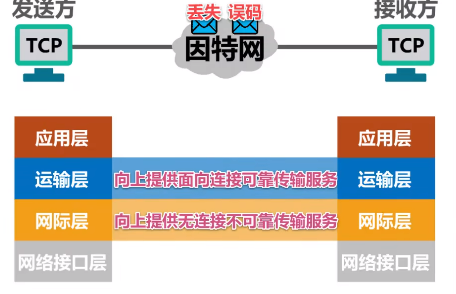 发送方
丢失 误码
接收方
TCP
因特网
TCP
应用层
应用层
运输层
向上提供面向连接可靠传输服务
运输层
网际层
向上提供无连接不可靠传输服务
网际层
网络接口层
网络接口层